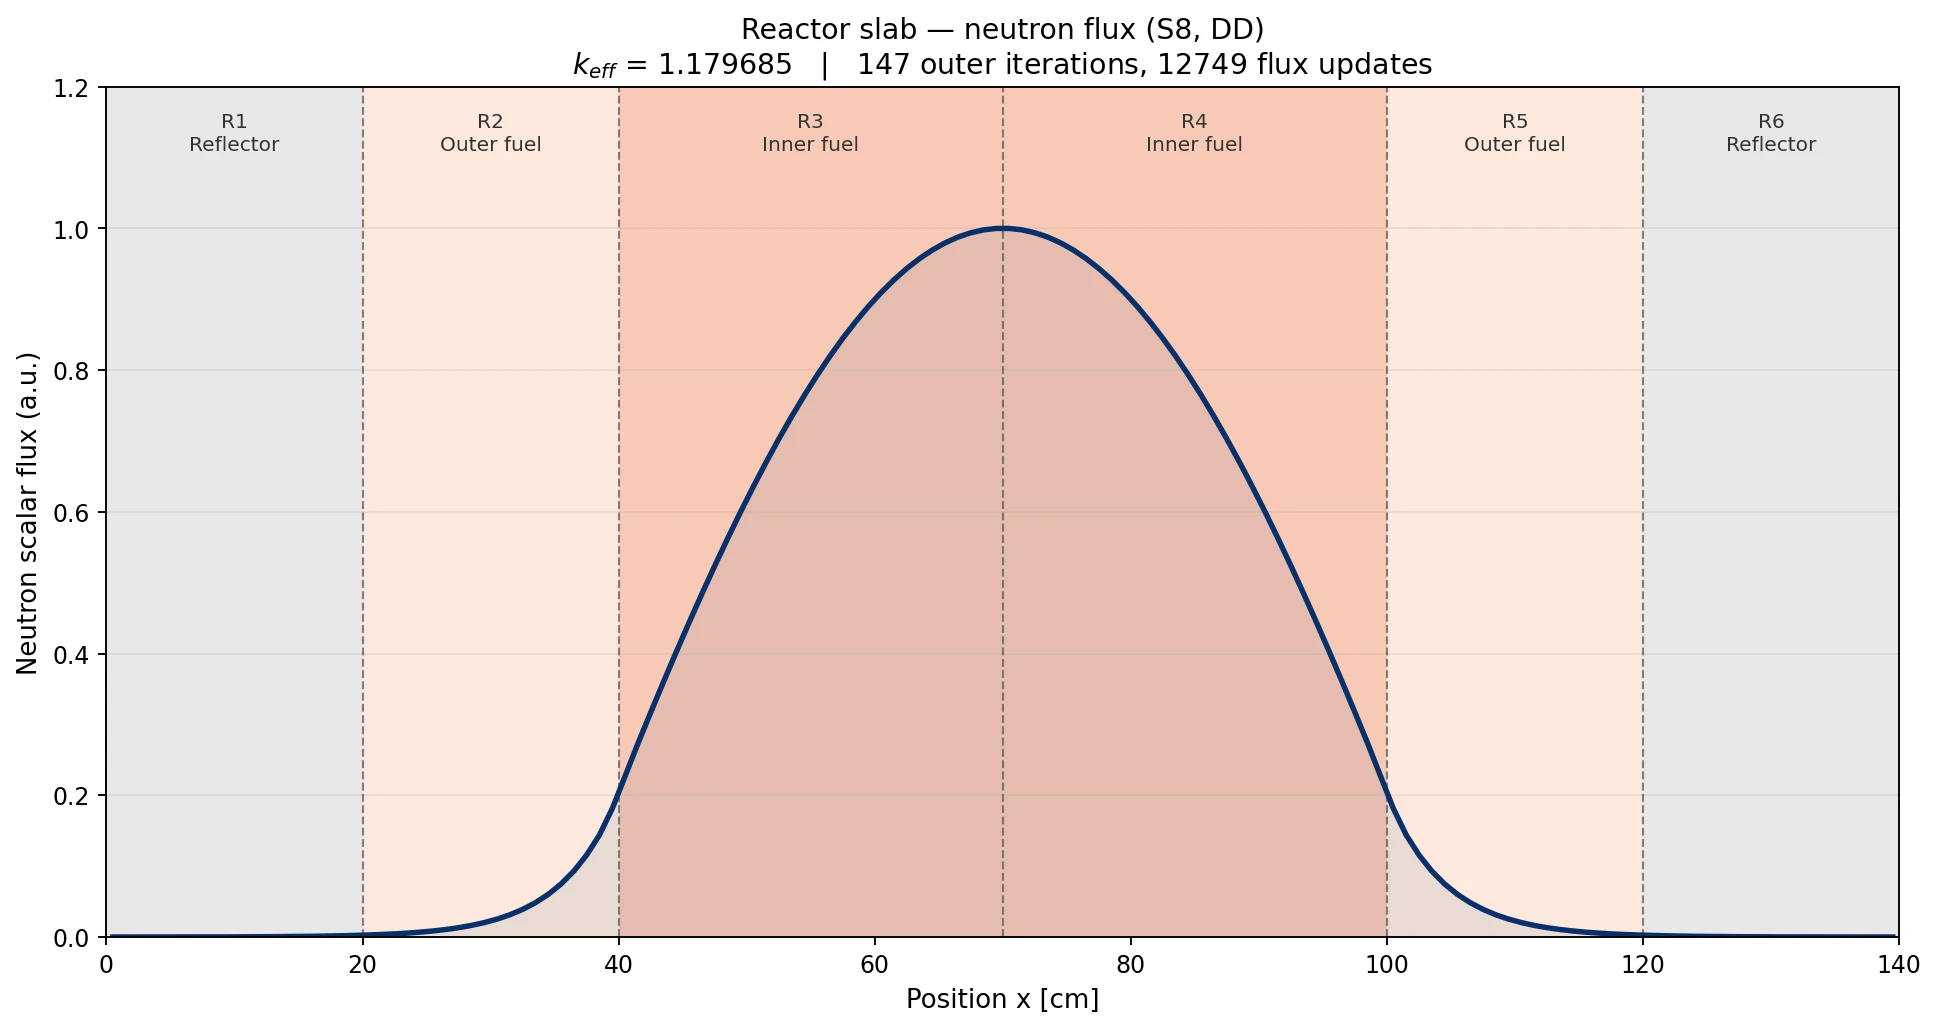 Reactor slab — neutron flux (S8, DD)
k_eff = 1.179685 | 147 outer iterations, 12749 flux updates
R1
Reflector
R2
Outer fuel
R3
Inner fuel
R4
Inner fuel
R5
Outer fuel
R6
Reflector
Neutron scalar flux (a.u.)
1.2
1.0
0.8
0.6
0.4
0.2
0.0
0 20 40 60 80 100 120 140
Position x [cm]